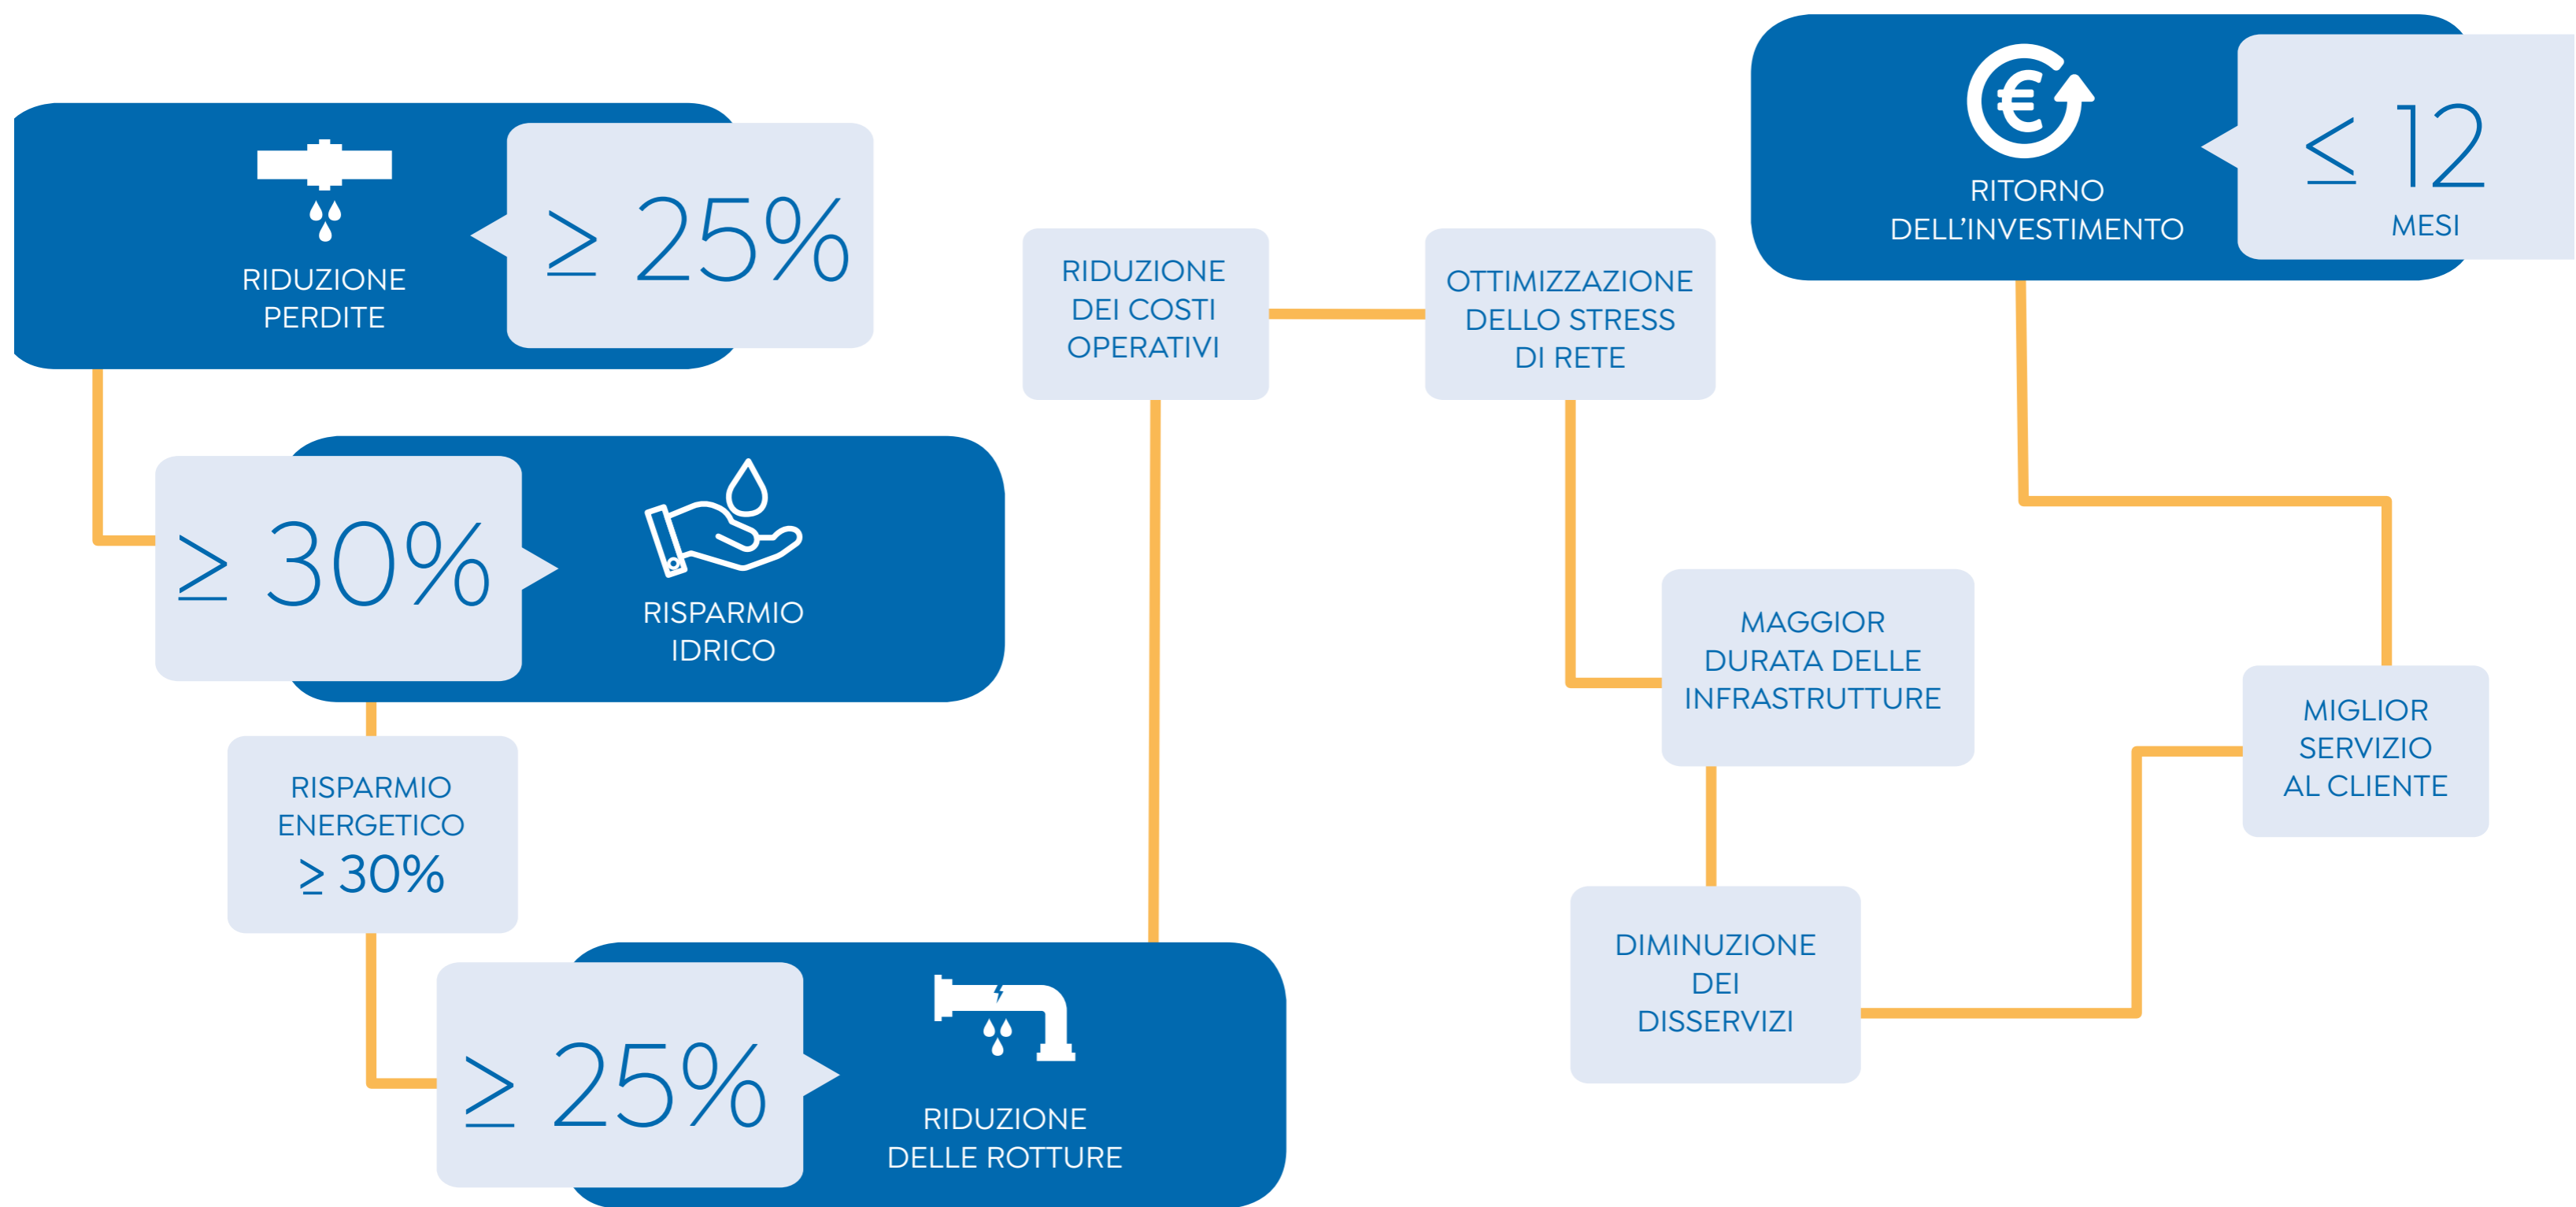 RIDUZIONE
PERDITE
≥ 25%
≥ 30%
RISPARMIO
IDRICO
RISPARMIO
ENERGETICO
≥ 30%
≥ 25%
RIDUZIONE
DELLE ROTTURE
RIDUZIONE
DEI COSTI
OPERATIVI
OTTIMIZZAZIONE
DELLO STRESS
DI RETE
MAGGIOR
DURATA DELLE
INFRASTRUTTURE
DIMINUZIONE
DEI
DISSERVIZI
MIGLIOR
SERVIZIO
AL CLIENTE
€
RITORNO
DELL'INVESTIMENTO
≤ 12
MESI